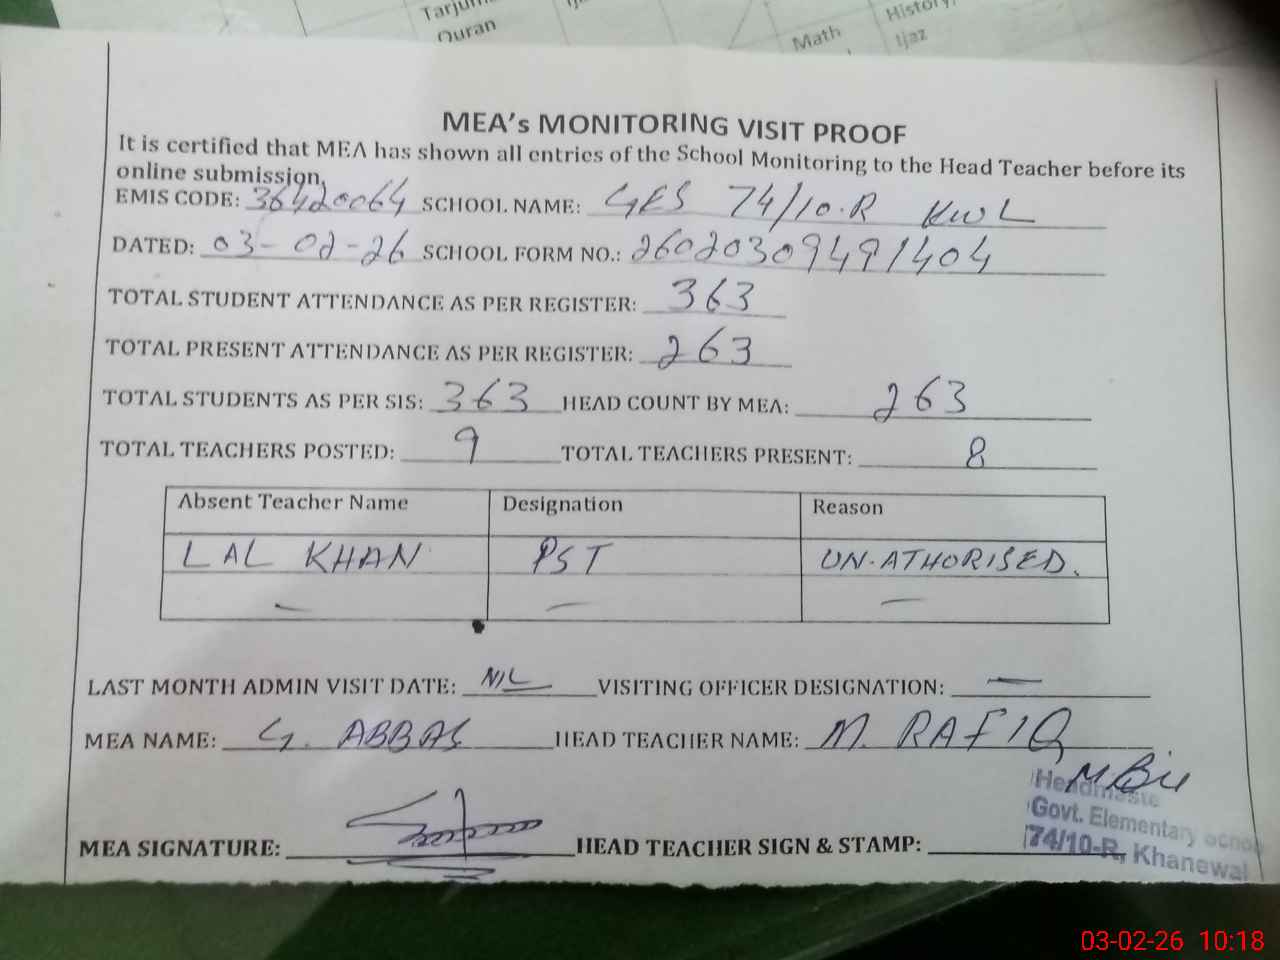 Tarjum
Quran
Math
History,
Ijaz
MEA's MONITORING VISIT PROOF
It is certified that MEA has shown all entries of the School Monitoring to the Head Teacher before its
online submission.
EMIS CODE: 36420064 SCHOOL NAME: GES 74/10.R KWL
DATED: 03-02-26 SCHOOL FORM NO.: 26020309491404
TOTAL STUDENT ATTENDANCE AS PER REGISTER: 363
TOTAL PRESENT ATTENDANCE AS PER REGISTER: 263
TOTAL STUDENTS AS PER SIS: 363 HEAD COUNT BY MEA: 263
TOTAL TEACHERS POSTED: 9 TOTAL TEACHERS PRESENT: 8
Absent Teacher Name Designation Reason
LAL KHAN PST UN-ATHORISED.
— — —
LAST MONTH ADMIN VISIT DATE: NIL VISITING OFFICER DESIGNATION: —
MEA NAME: G. ABBAS HEAD TEACHER NAME: M. RAFIQ
MEA SIGNATURE: HEAD TEACHER SIGN & STAMP:
Headmaste
Govt. Elementary School
74/10-R, Khanewal
03-02-26 10:18